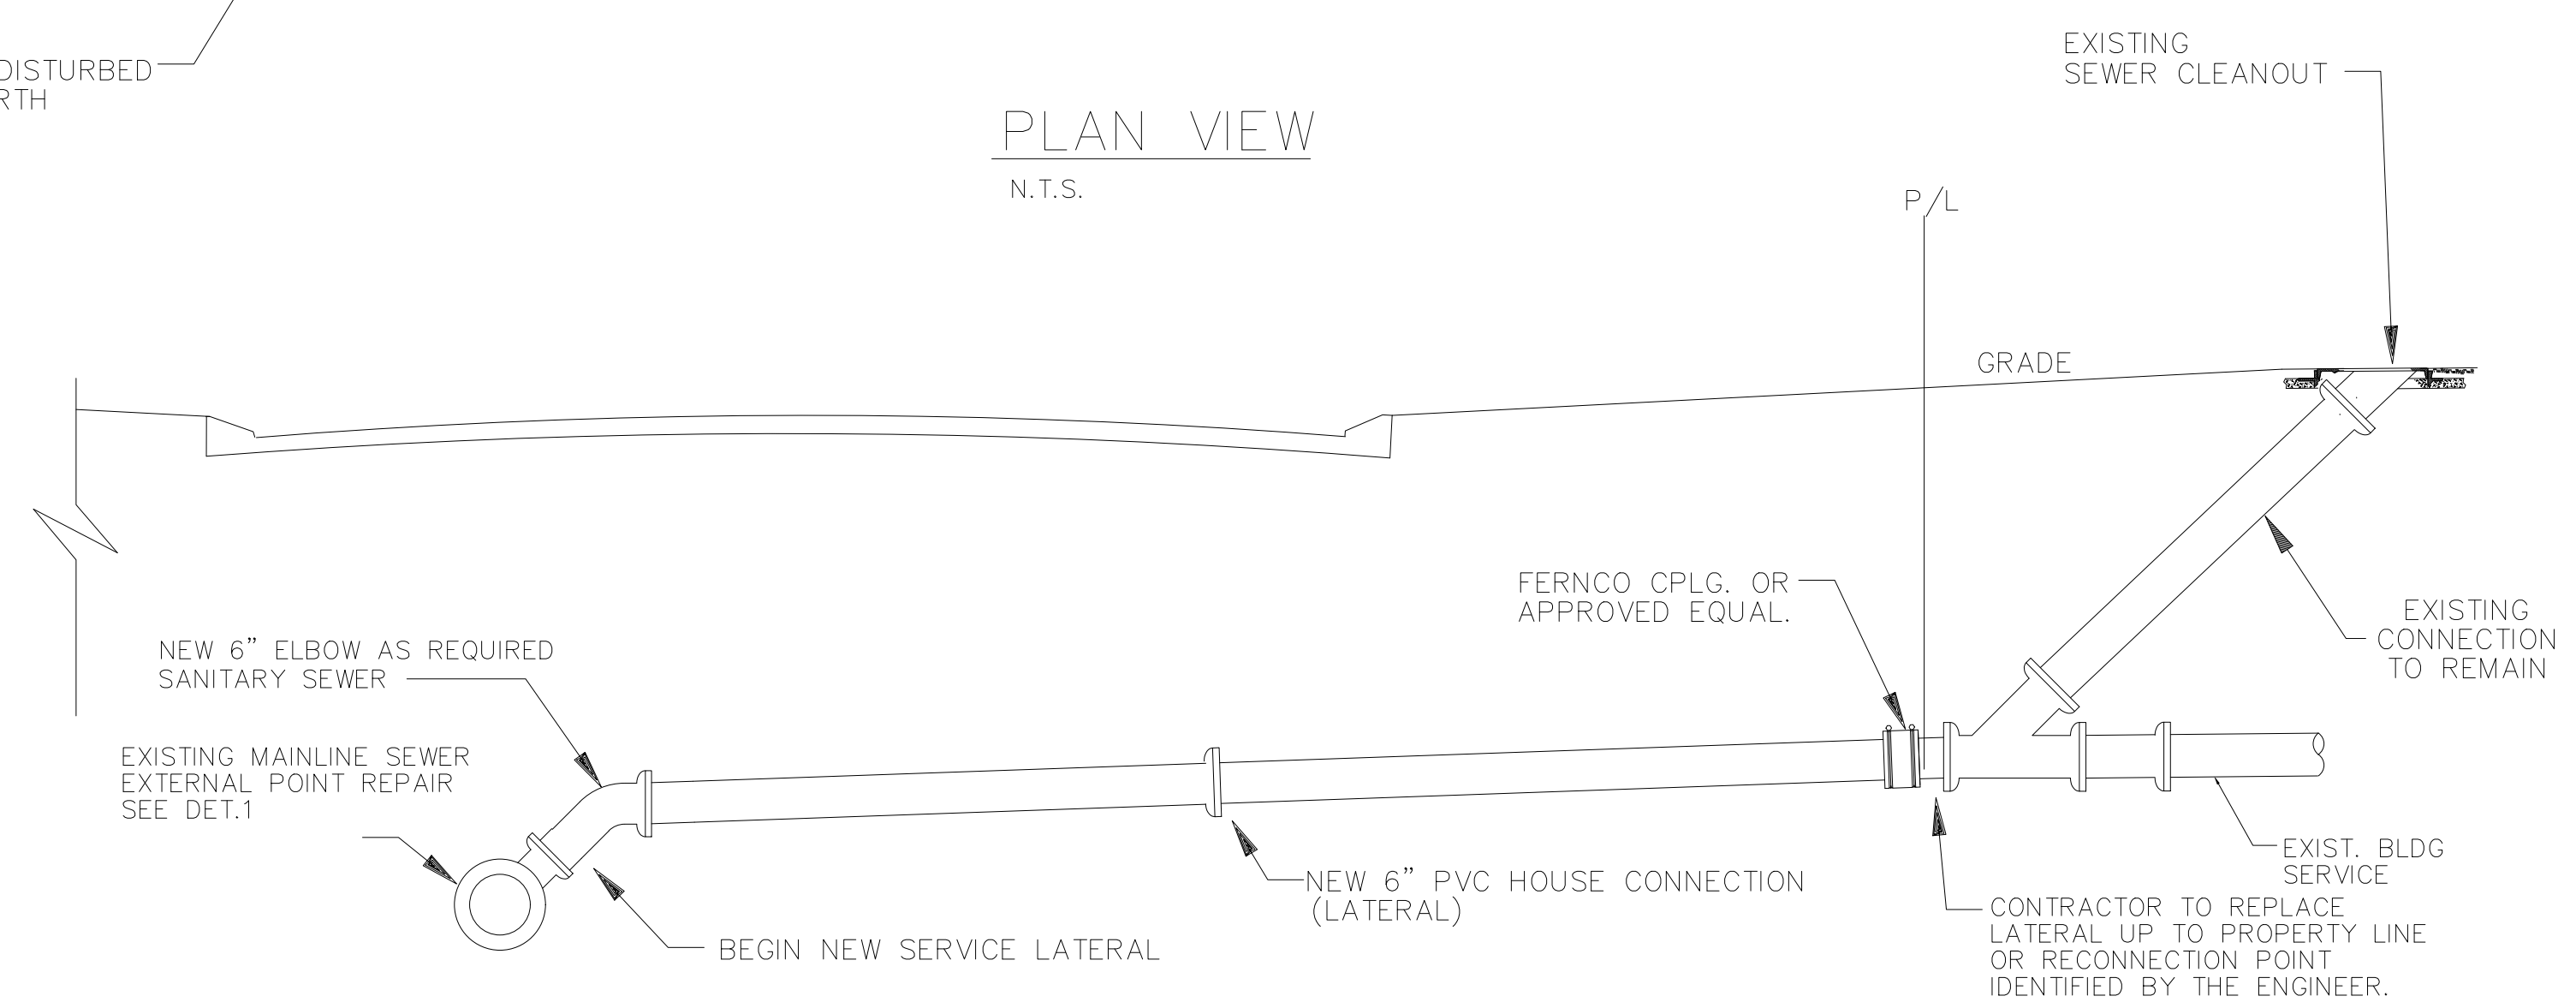 DISTURBED
RTH
PLAN VIEW
N.T.S.
EXISTING
SEWER CLEANOUT
P/L
GRADE
FERNCO CPLG. OR
APPROVED EQUAL.
EXISTING
CONNECTION
TO REMAIN
NEW 6” ELBOW AS REQUIRED
SANITARY SEWER
EXISTING MAINLINE SEWER
EXTERNAL POINT REPAIR
SEE DET.1
BEGIN NEW SERVICE LATERAL
NEW 6” PVC HOUSE CONNECTION
(LATERAL)
EXIST. BLDG
SERVICE
CONTRACTOR TO REPLACE
LATERAL UP TO PROPERTY LINE
OR RECONNECTION POINT
IDENTIFIED BY THE ENGINEER.